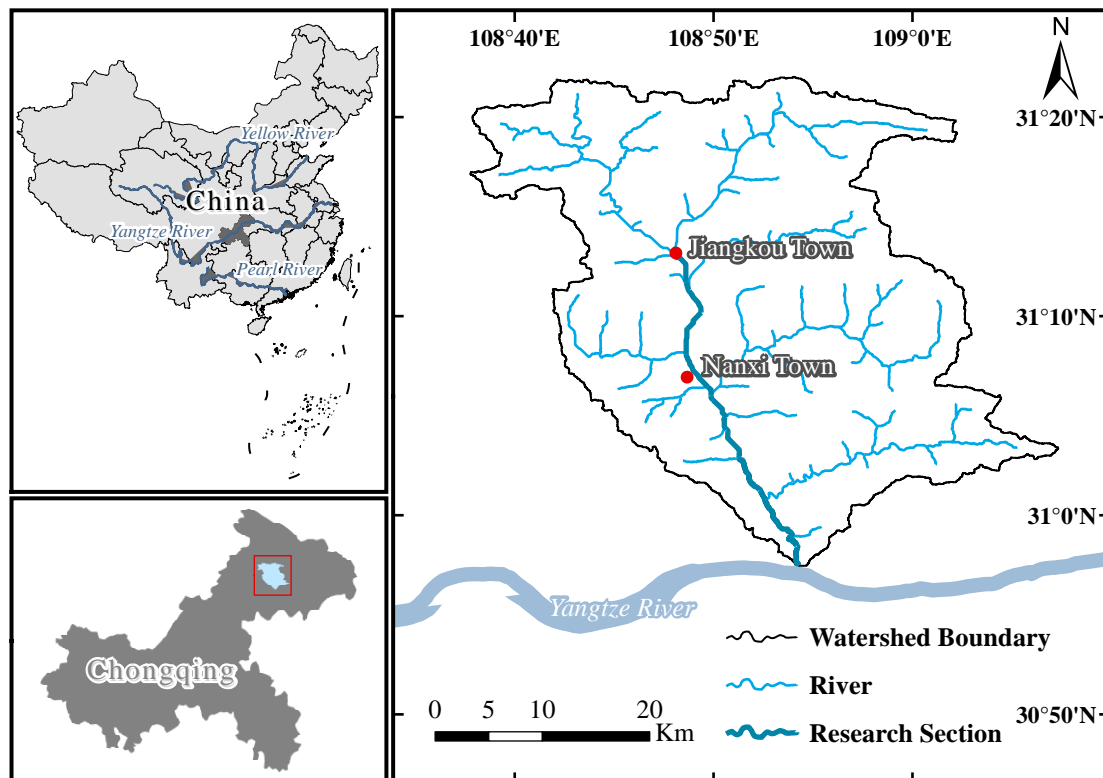 Yellow River
China
Yangtze River
Pearl River
Chongqing
108°40'E
108°50'E
109°0'E
N
31°20'N
31°10'N
31°0'N
30°50'N
Jiangkou Town
Nanxi Town
Yangtze River
Watershed Boundary
River
Research Section
0 5 10 20
Km